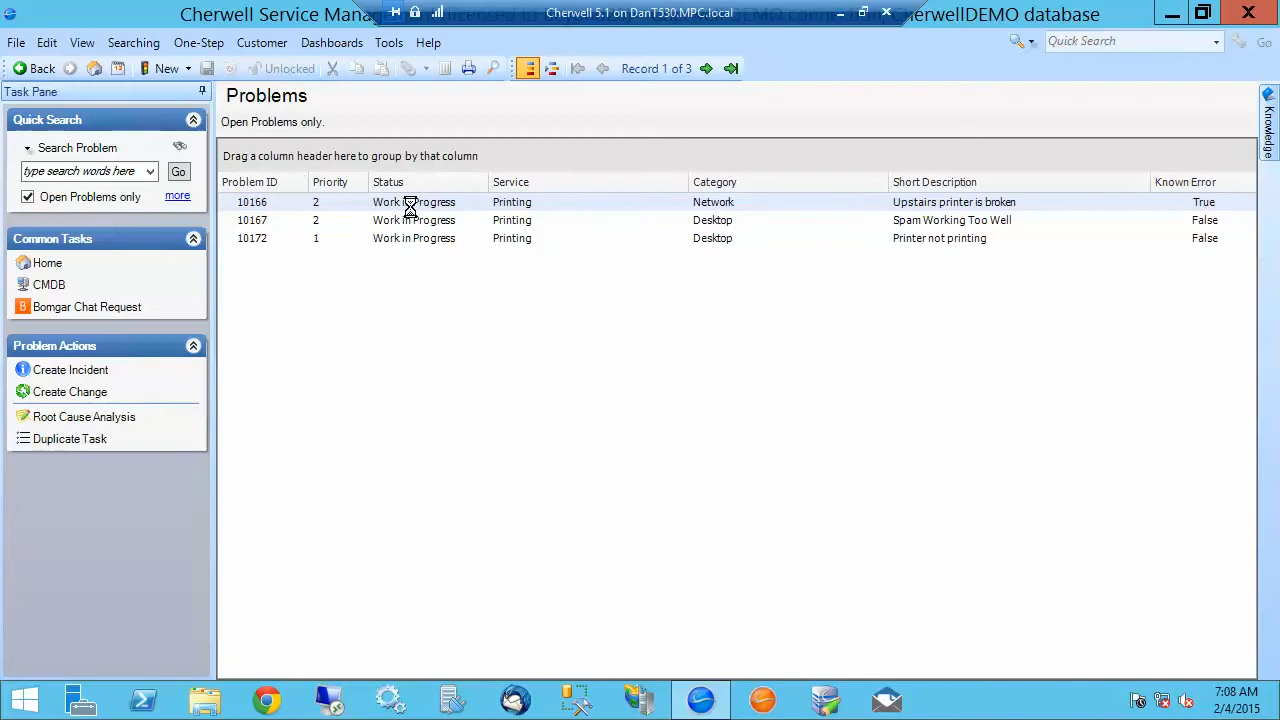 Cherwell Service Mana
licensed to
DEMO conn
CherwellDEMO database
Cherwell 5.1 on DanT530.MPC.local
File Edit View Searching One-Step Customer Dashboards Tools Help
Quick Search Go
Back New Unlocked Record 1 of 3
Task Pane
Quick Search
Search Problem
type search words here Go
Open Problems only more
Common Tasks
Home
CMDB
B Bomgar Chat Request
Problem Actions
Create Incident
Create Change
Root Cause Analysis
Duplicate Task
Problems
Open Problems only.
Drag a column header here to group by that column
Problem ID Priority Status Service Category Short Description Known Error
10166 2 Work in Progress Printing Network Upstairs printer is broken True
10167 2 Work in Progress Printing Desktop Spam Working Too Well False
10172 1 Work in Progress Printing Desktop Printer not printing False
Knowledge
7:08 AM
2/4/2015